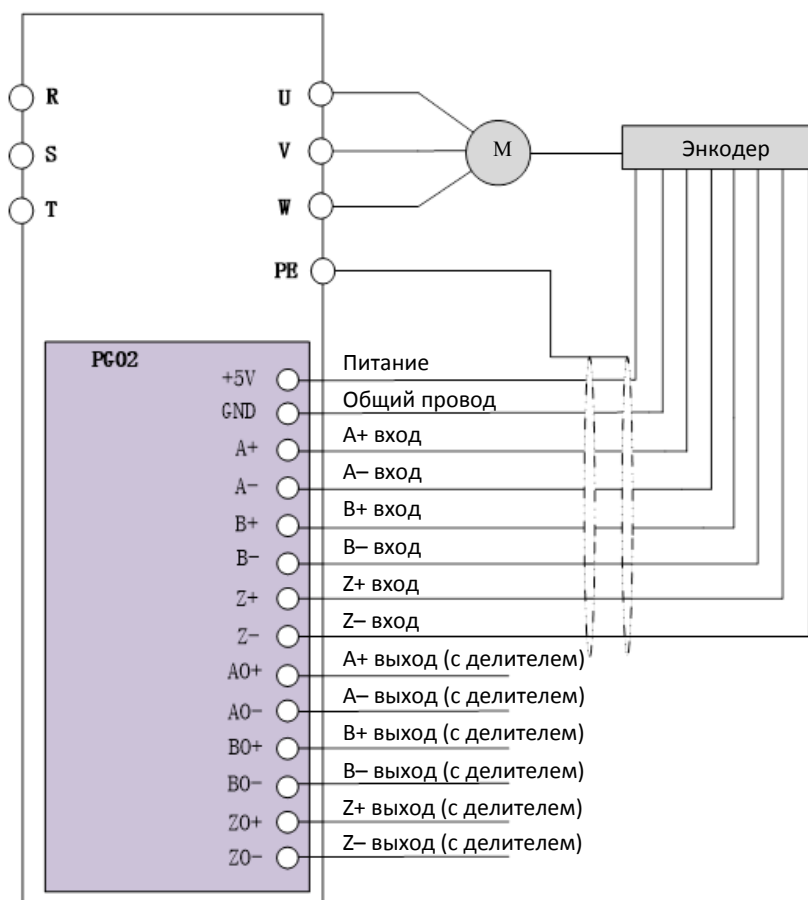 R U
S V M Энкодер
T W
PE
PG02
+5V Питание
GND Общий провод
A+ A+ вход
A- A– вход
B+ B+ вход
B- B– вход
Z+ Z+ вход
Z- Z– вход
AO+ A+ выход (с делителем)
AO- A– выход (с делителем)
BO+ B+ выход (с делителем)
BO- B– выход (с делителем)
ZO+ Z+ выход (с делителем)
ZO- Z– выход (с делителем)